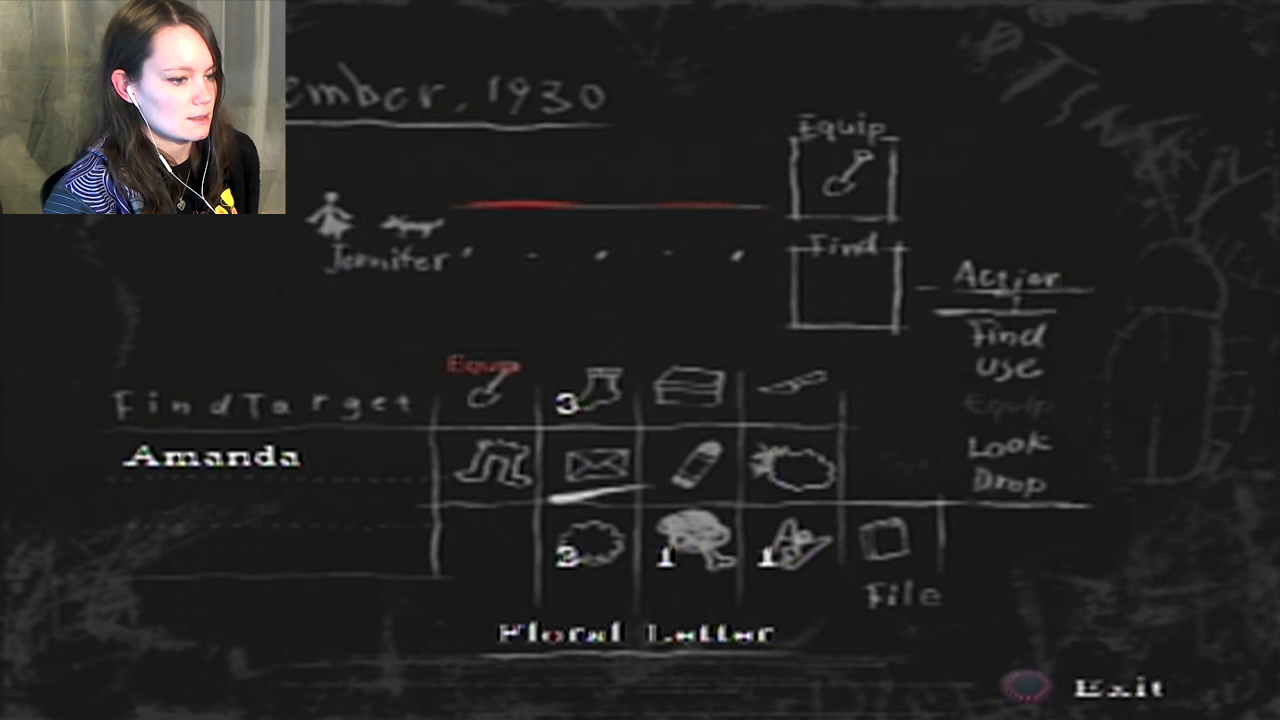 ember, 1930
Equip
Jennifer
Find
Action
Find
use
Equip
Look
Drop
Equip
3
FindTarget
Amanda
3
1
1
File
Floral Letter
Exit